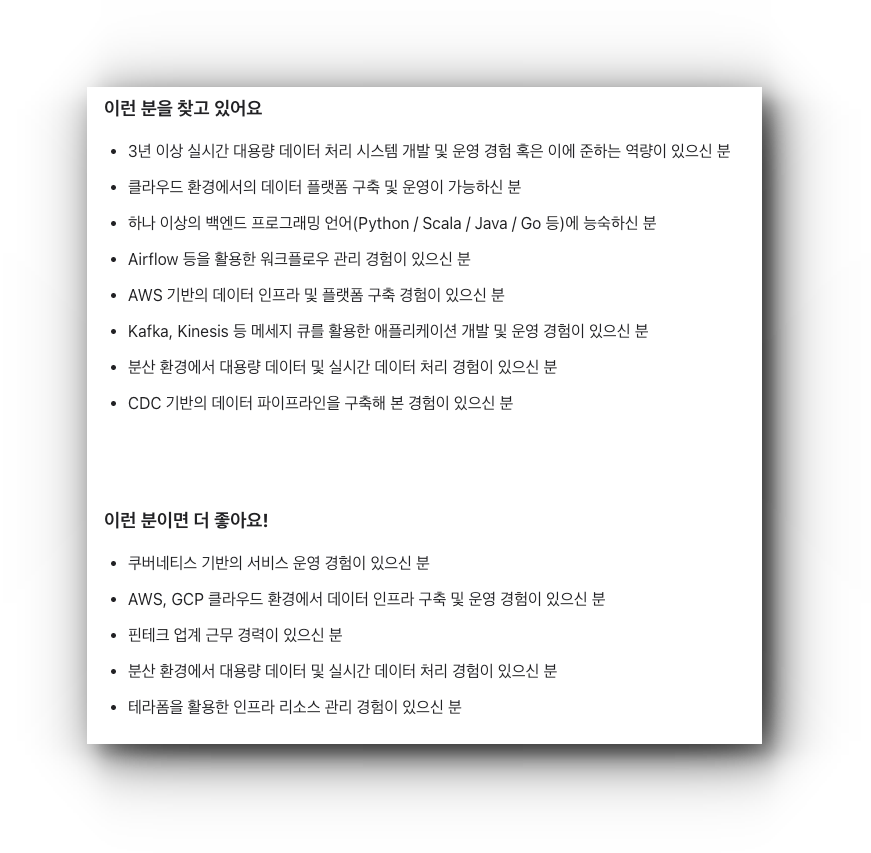 이런 분을 찾고 있어요
• 3년 이상 실시간 대용량 데이터 처리 시스템 개발 및 운영 경험 혹은 이에 준하는 역량이 있으신 분
• 클라우드 환경에서의 데이터 플랫폼 구축 및 운영이 가능하신 분
• 하나 이상의 백엔드 프로그래밍 언어(Python / Scala / Java / Go 등)에 능숙하신 분
• Airflow 등을 활용한 워크플로우 관리 경험이 있으신 분
• AWS 기반의 데이터 인프라 및 플랫폼 구축 경험이 있으신 분
• Kafka, Kinesis 등 메세지 큐를 활용한 애플리케이션 개발 및 운영 경험이 있으신 분
• 분산 환경에서 대용량 데이터 및 실시간 데이터 처리 경험이 있으신 분
• CDC 기반의 데이터 파이프라인을 구축해 본 경험이 있으신 분
이런 분이면 더 좋아요!
• 쿠버네티스 기반의 서비스 운영 경험이 있으신 분
• AWS, GCP 클라우드 환경에서 데이터 인프라 구축 및 운영 경험이 있으신 분
• 핀테크 업계 근무 경력이 있으신 분
• 분산 환경에서 대용량 데이터 및 실시간 데이터 처리 경험이 있으신 분
• 테라폼을 활용한 인프라 리소스 관리 경험이 있으신 분